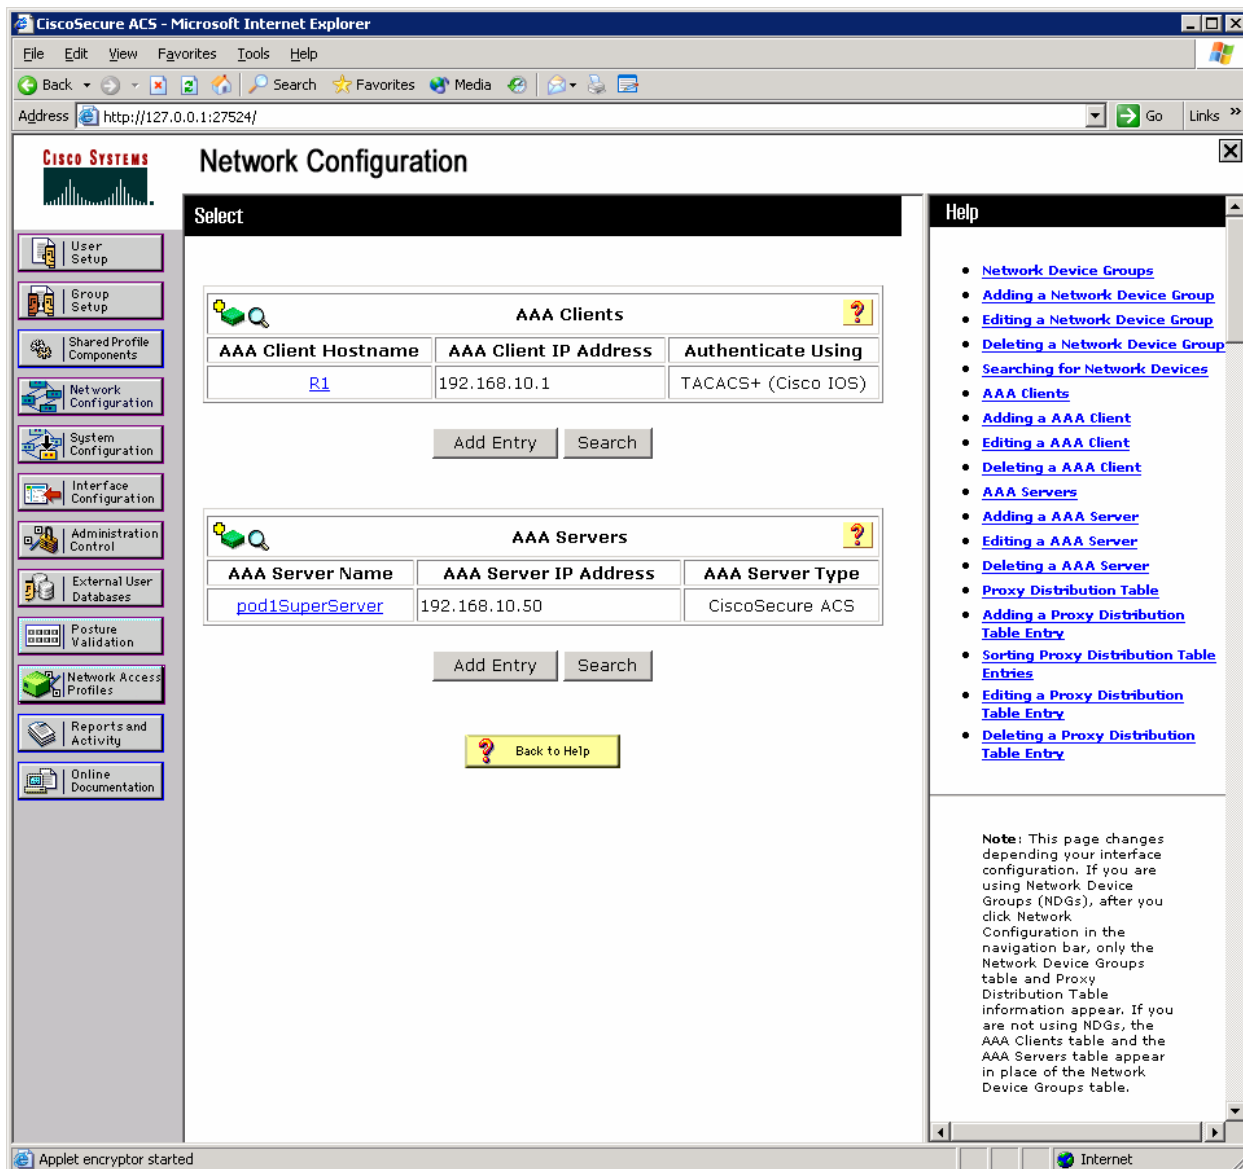 CiscoSecure ACS - Microsoft Internet Explorer
File Edit View Favorites Tools Help
Back Search Favorites Media
Address http://127.0.0.1:27524/ Go Links »
CISCO SYSTEMS
Network Configuration
Select
User
Setup
Group
Setup
Shared Profile
Components
Network
Configuration
System
Configuration
Interface
Configuration
Administration
Control
External User
Databases
Posture
Validation
Network Access
Profiles
Reports and
Activity
Online
Documentation
AAA Clients ?
AAA Client Hostname AAA Client IP Address Authenticate Using
R1 192.168.10.1 TACACS+ (Cisco IOS)
Add Entry Search
AAA Servers ?
AAA Server Name AAA Server IP Address AAA Server Type
pod1SuperServer 192.168.10.50 CiscoSecure ACS
Add Entry Search
? Back to Help
Help
Network Device Groups
Adding a Network Device Group
Editing a Network Device Group
Deleting a Network Device Group
Searching for Network Devices
AAA Clients
Adding a AAA Client
Editing a AAA Client
Deleting a AAA Client
AAA Servers
Adding a AAA Server
Editing a AAA Server
Deleting a AAA Server
Proxy Distribution Table
Adding a Proxy Distribution
Table Entry
Sorting Proxy Distribution Table
Entries
Editing a Proxy Distribution
Table Entry
Deleting a Proxy Distribution
Table Entry
Note: This page changes
depending your interface
configuration. If you are
using Network Device
Groups (NDGs), after you
click Network
Configuration in the
navigation bar, only the
Network Device Groups
table and Proxy
Distribution Table
information appear. If you
are not using NDGs, the
AAA Clients table and the
AAA Servers table appear
in place of the Network
Device Groups table.
Applet encryptor started Internet